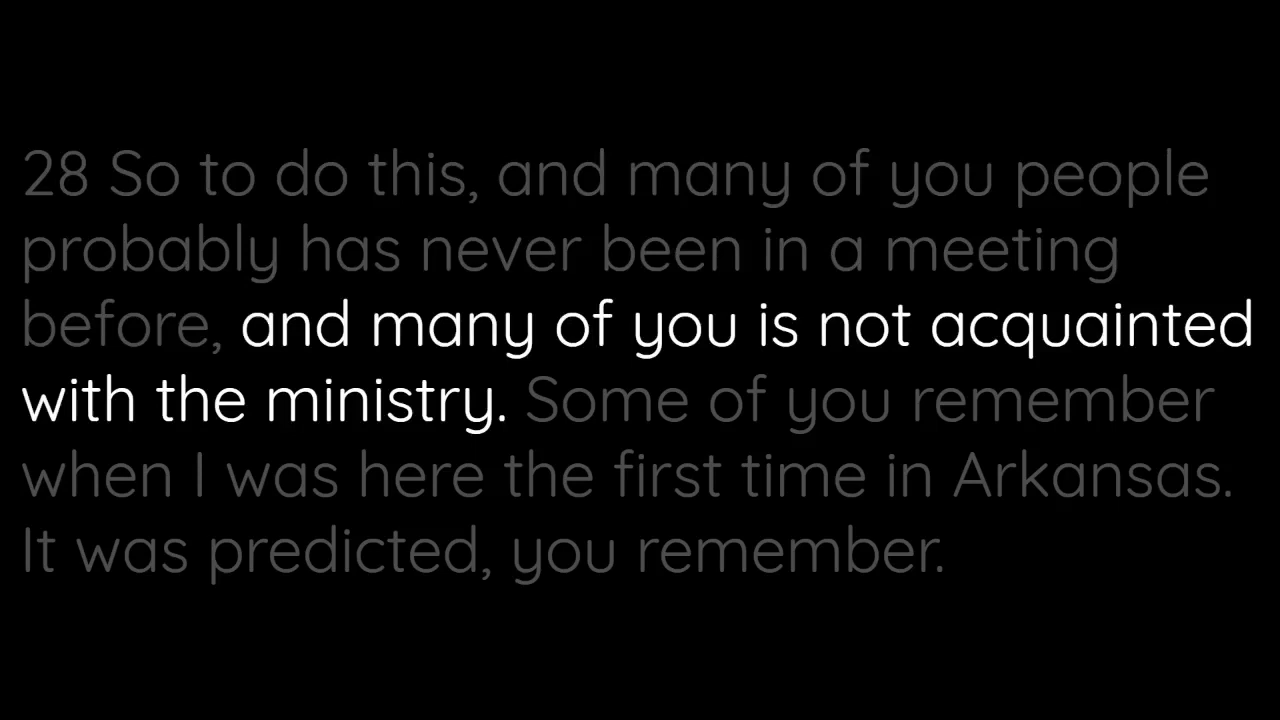 28 So to do this, and many of you people
probably has never been in a meeting
before, and many of you is not acquainted
with the ministry. Some of you remember
when I was here the first time in Arkansas.
It was predicted, you remember.